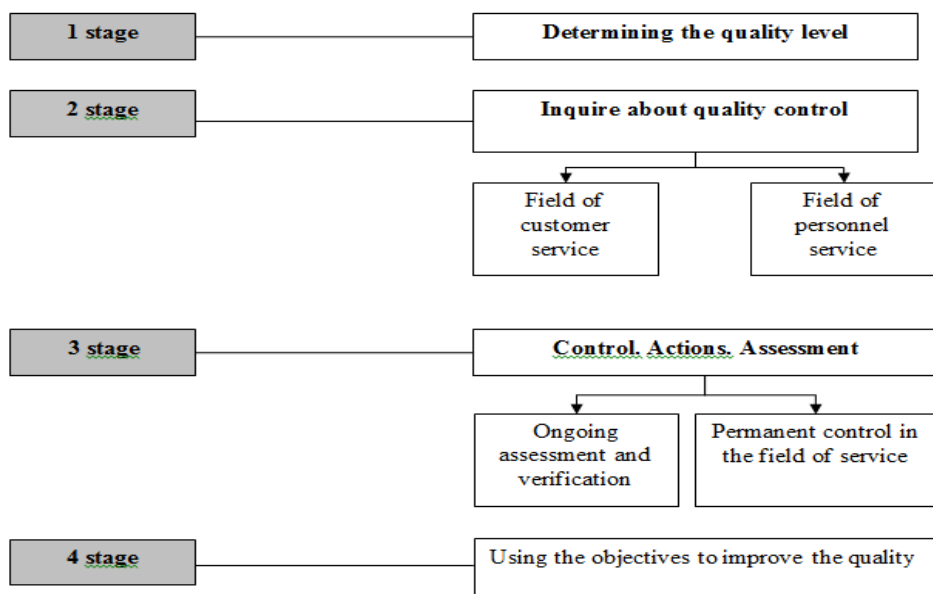 1 stage
Determining the quality level
2 stage
Inquire about quality control
Field of
customer
service
Field of
personnel
service
3 stage
Control. Actions. Assessment
Ongoing
assessment and
verification
Permanent control in
the field of service
4 stage
Using the objectives to improve the quality